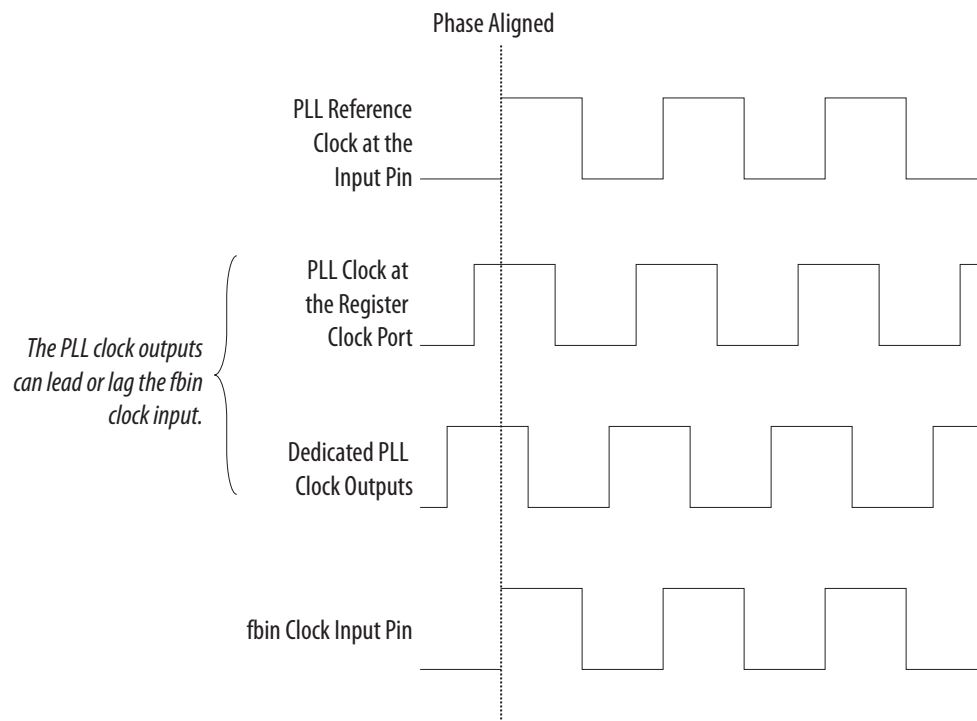 Phase Aligned
PLL Reference
Clock at the
Input Pin
PLL Clock at
the Register
Clock Port
The PLL clock outputs
can lead or lag the fbin
clock input.
Dedicated PLL
Clock Outputs
fbin Clock Input Pin